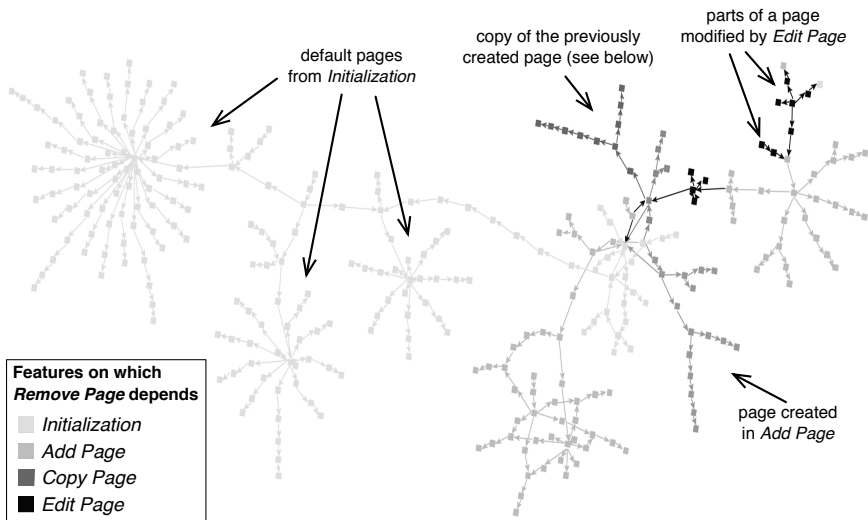 default pages
from Initialization
copy of the previously
created page (see below)
parts of a page
modified by Edit Page
page created
in Add Page
Features on which
Remove Page depends
Initialization
Add Page
Copy Page
Edit Page